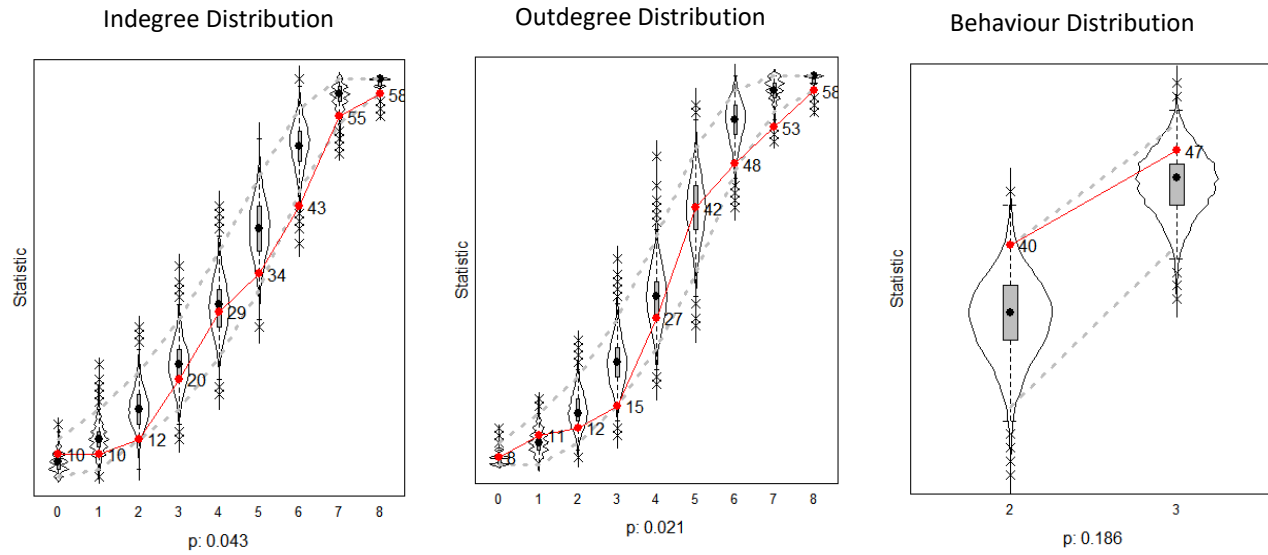 Indegree Distribution
Statistic
10
10
12
20
29
34
43
55
58
0 1 2 3 4 5 6 7 8
p: 0.043
Outdegree Distribution
Statistic
8
11
12
15
27
42
48
53
58
0 1 2 3 4 5 6 7 8
p: 0.021
Behaviour Distribution
Statistic
40
47
2 3
p: 0.186